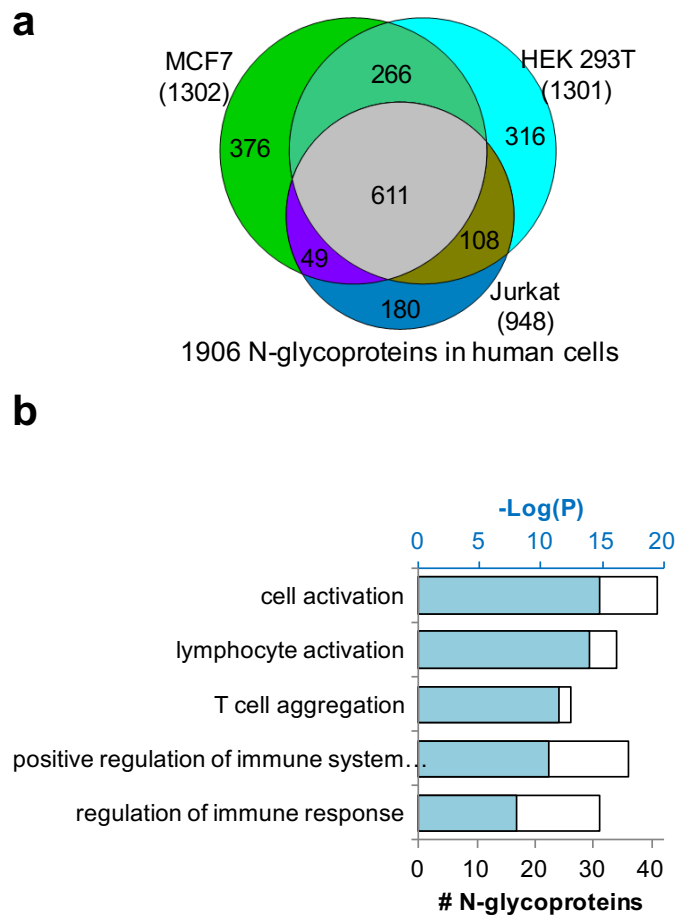 a
MCF7
(1302)
HEK 293T
(1301)
266
376
316
611
49
108
180
Jurkat
(948)
1906 N-glycoproteins in human cells
b
-Log(P)
0 5 10 15 20
cell activation
lymphocyte activation
T cell aggregation
positive regulation of immune system…
regulation of immune response
0 10 20 30 40
# N-glycoproteins